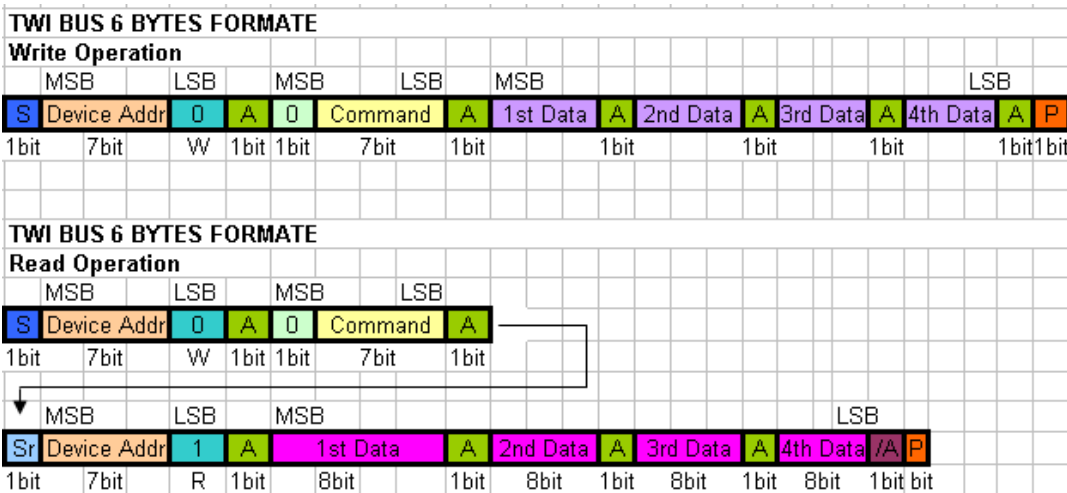 TWI BUS 6 BYTES FORMATE
Write Operation
MSB LSB MSB LSB MSB LSB
S Device Addr 0 A 0 Command A 1st Data A 2nd Data A 3rd Data A 4th Data A P
1bit 7bit W 1bit 1bit 7bit 1bit 1bit 1bit 1bit 1bit 1bit
TWI BUS 6 BYTES FORMATE
Read Operation
MSB LSB MSB LSB
S Device Addr 0 A 0 Command A
1bit 7bit W 1bit 1bit 7bit 1bit
MSB LSB MSB LSB
Sr Device Addr 1 A 1st Data A 2nd Data A 3rd Data A 4th Data /A P
1bit 7bit R 1bit 8bit 1bit 8bit 1bit 8bit 1bit 8bit 1bit bit